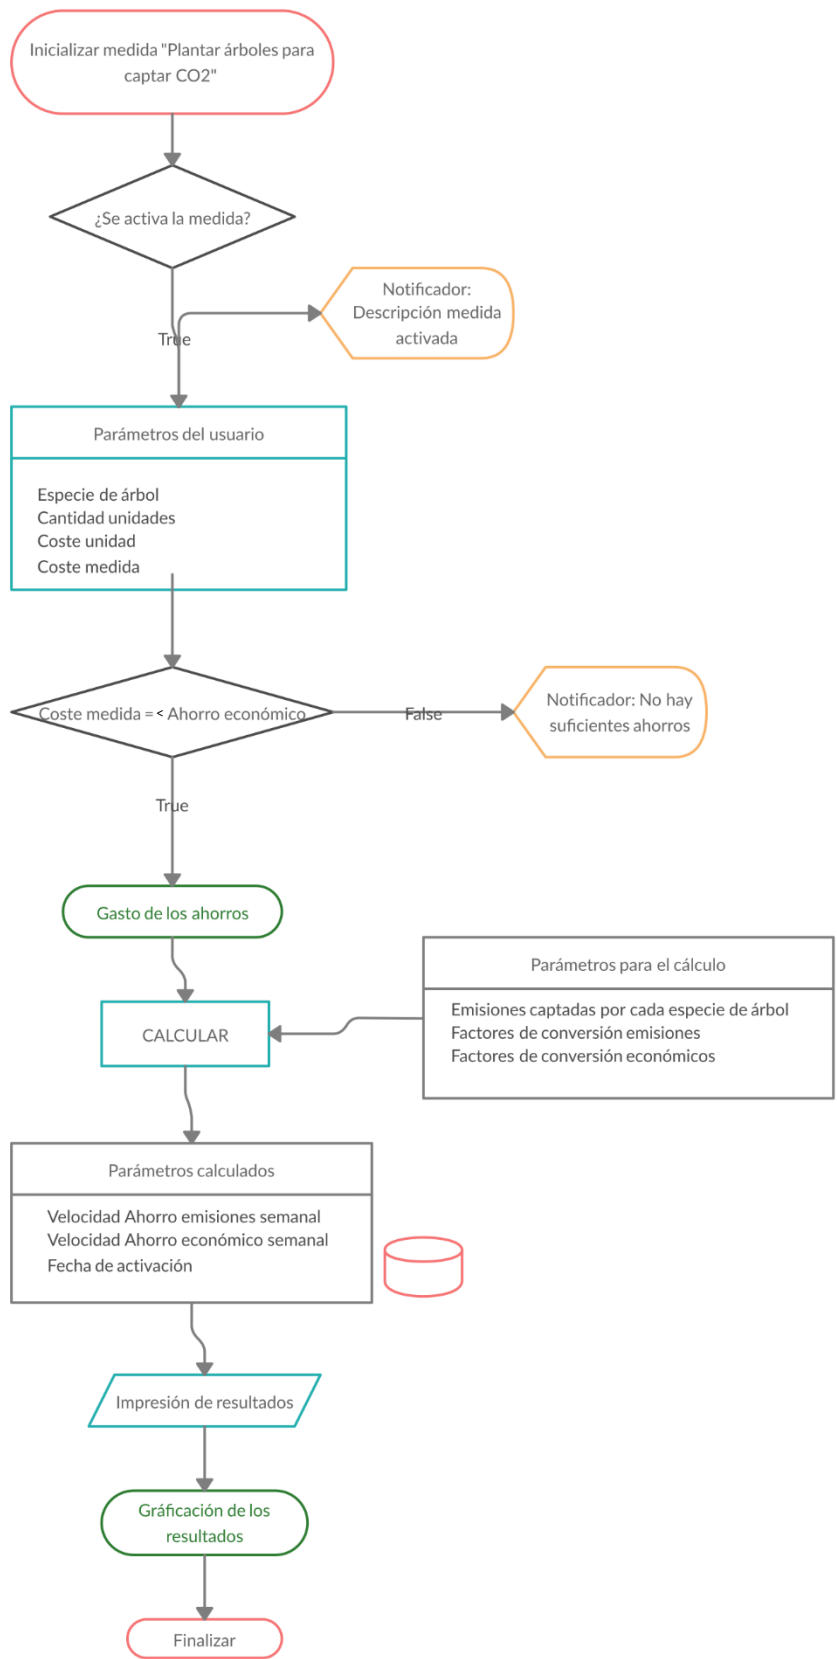 Inicializar medida "Plantar árboles para
captar CO2"
¿Se activa la medida?
Notificador:
Descripción medida
activada
True
Parámetros del usuario
Especie de árbol
Cantidad unidades
Coste unidad
Coste medida
Coste medida =< Ahorro económico
False
Notificador: No hay
suficientes ahorros
True
Gasto de los ahorros
Parámetros para el cálculo
Emisiones captadas por cada especie de árbol
Factores de conversión emisiones
Factores de conversión económicos
CALCULAR
Parámetros calculados
Velocidad Ahorro emisiones semanal
Velocidad Ahorro económico semanal
Fecha de activación
Impresión de resultados
Gráficación de los
resultados
Finalizar